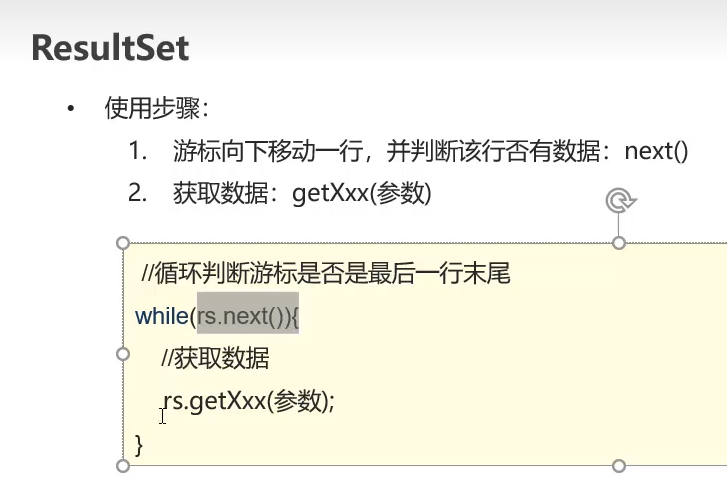 ResultSet
• 使用步骤：
1. 游标向下移动一行，并判断该行否有数据：next()
2. 获取数据：getXxx(参数)
//循环判断游标是否是最后一行末尾
while(rs.next()){
//获取数据
rs.getXxx(参数);
}